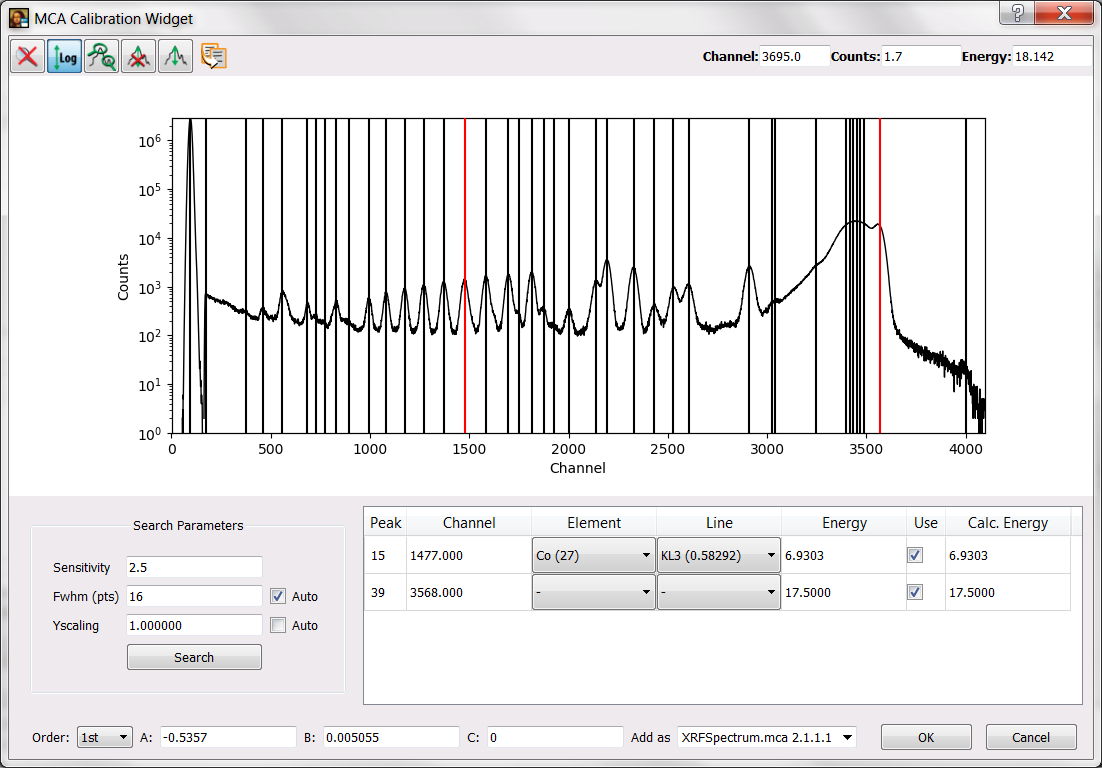 MCA Calibration Widget
Log
Channel: 3695.0 Counts: 1.7 Energy: 18.142
10^6
10^5
10^4
10^3
10^2
10^1
10^0
Counts
0 500 1000 1500 2000 2500 3000 3500 4000
Channel
Search Parameters
Sensitivity 2.5
Fwhm (pts) 16 Auto
Yscaling 1.000000 Auto
Search
Peak Channel Element Line Energy Use Calc. Energy
15 1477.000 Co (27) KL3 (0.58292) 6.9303 6.9303
39 3568.000 - - 17.5000 17.5000
Order: 1st A: -0.5357 B: 0.005055 C: 0 Add as XRFSpectrum.mca 2.1.1.1 OK Cancel